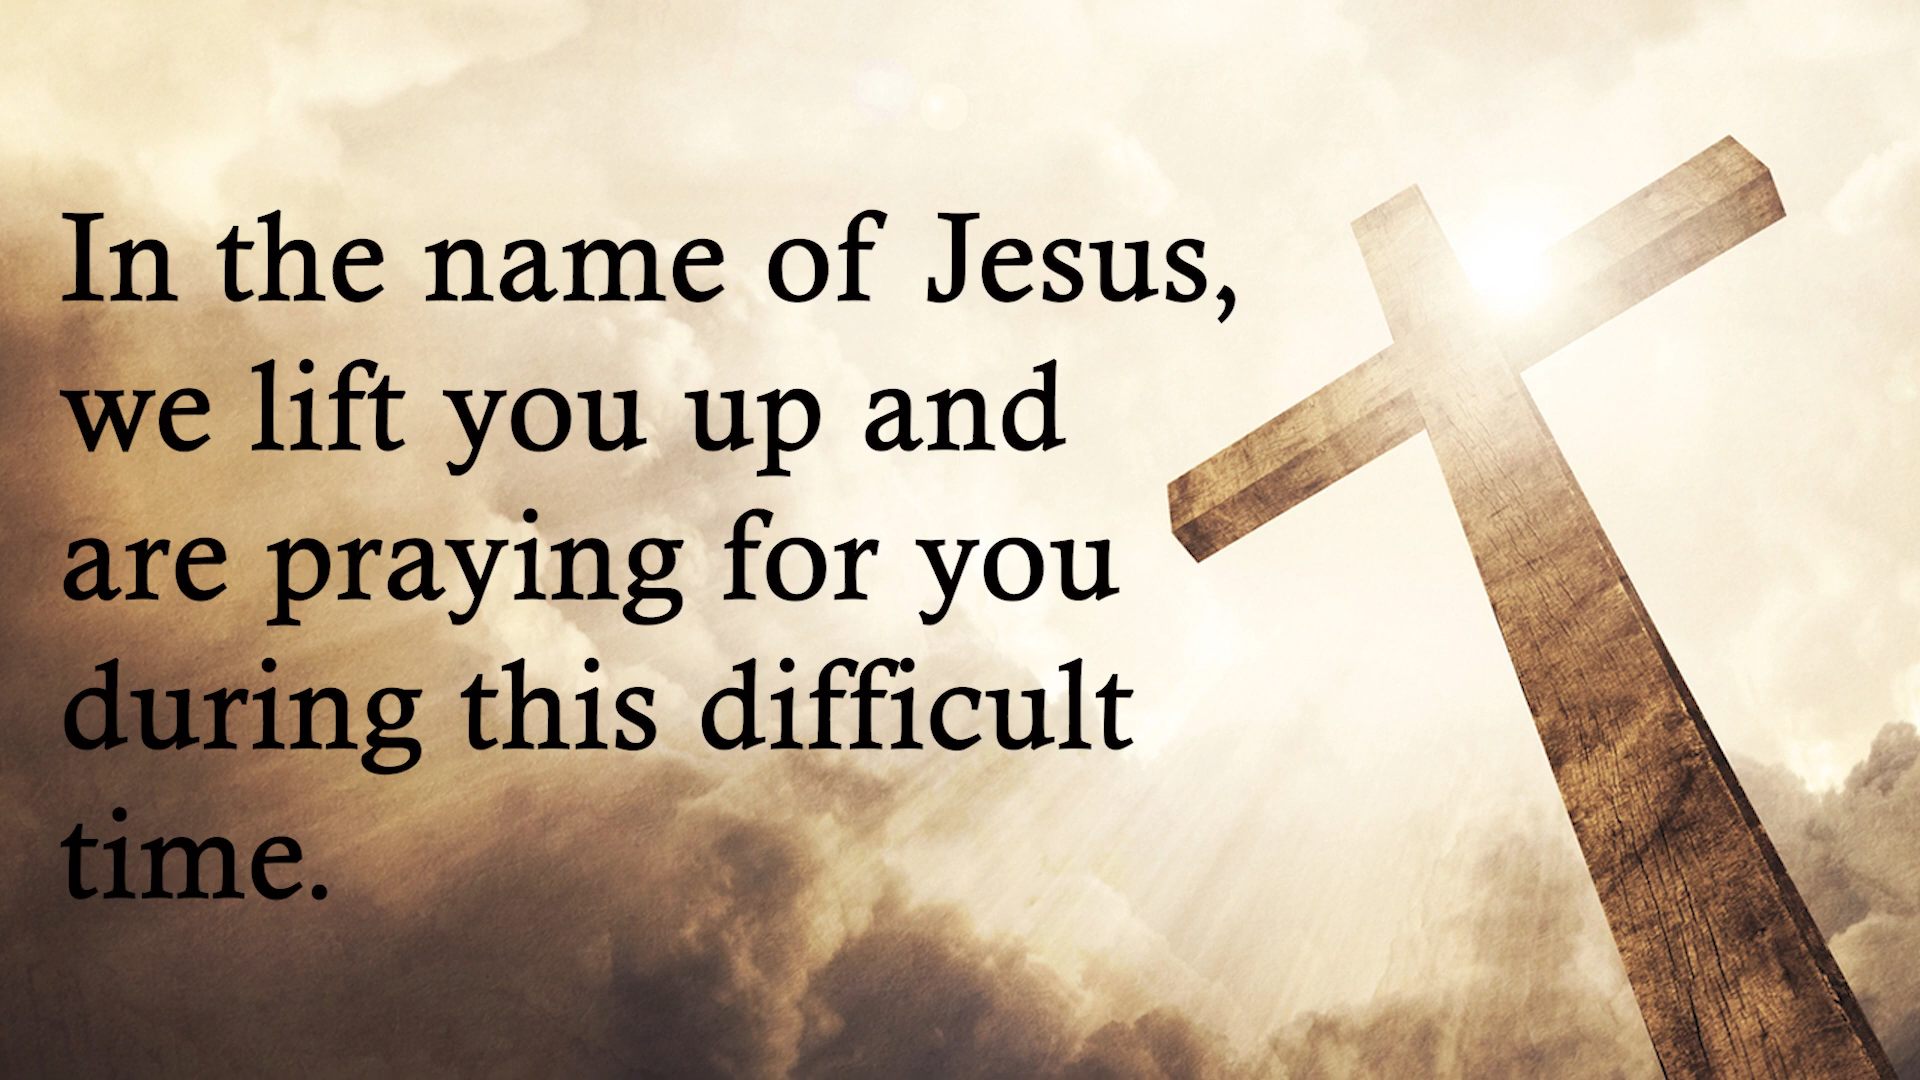 In the name of Jesus,
we lift you up and
are praying for you
during this difficult
time.